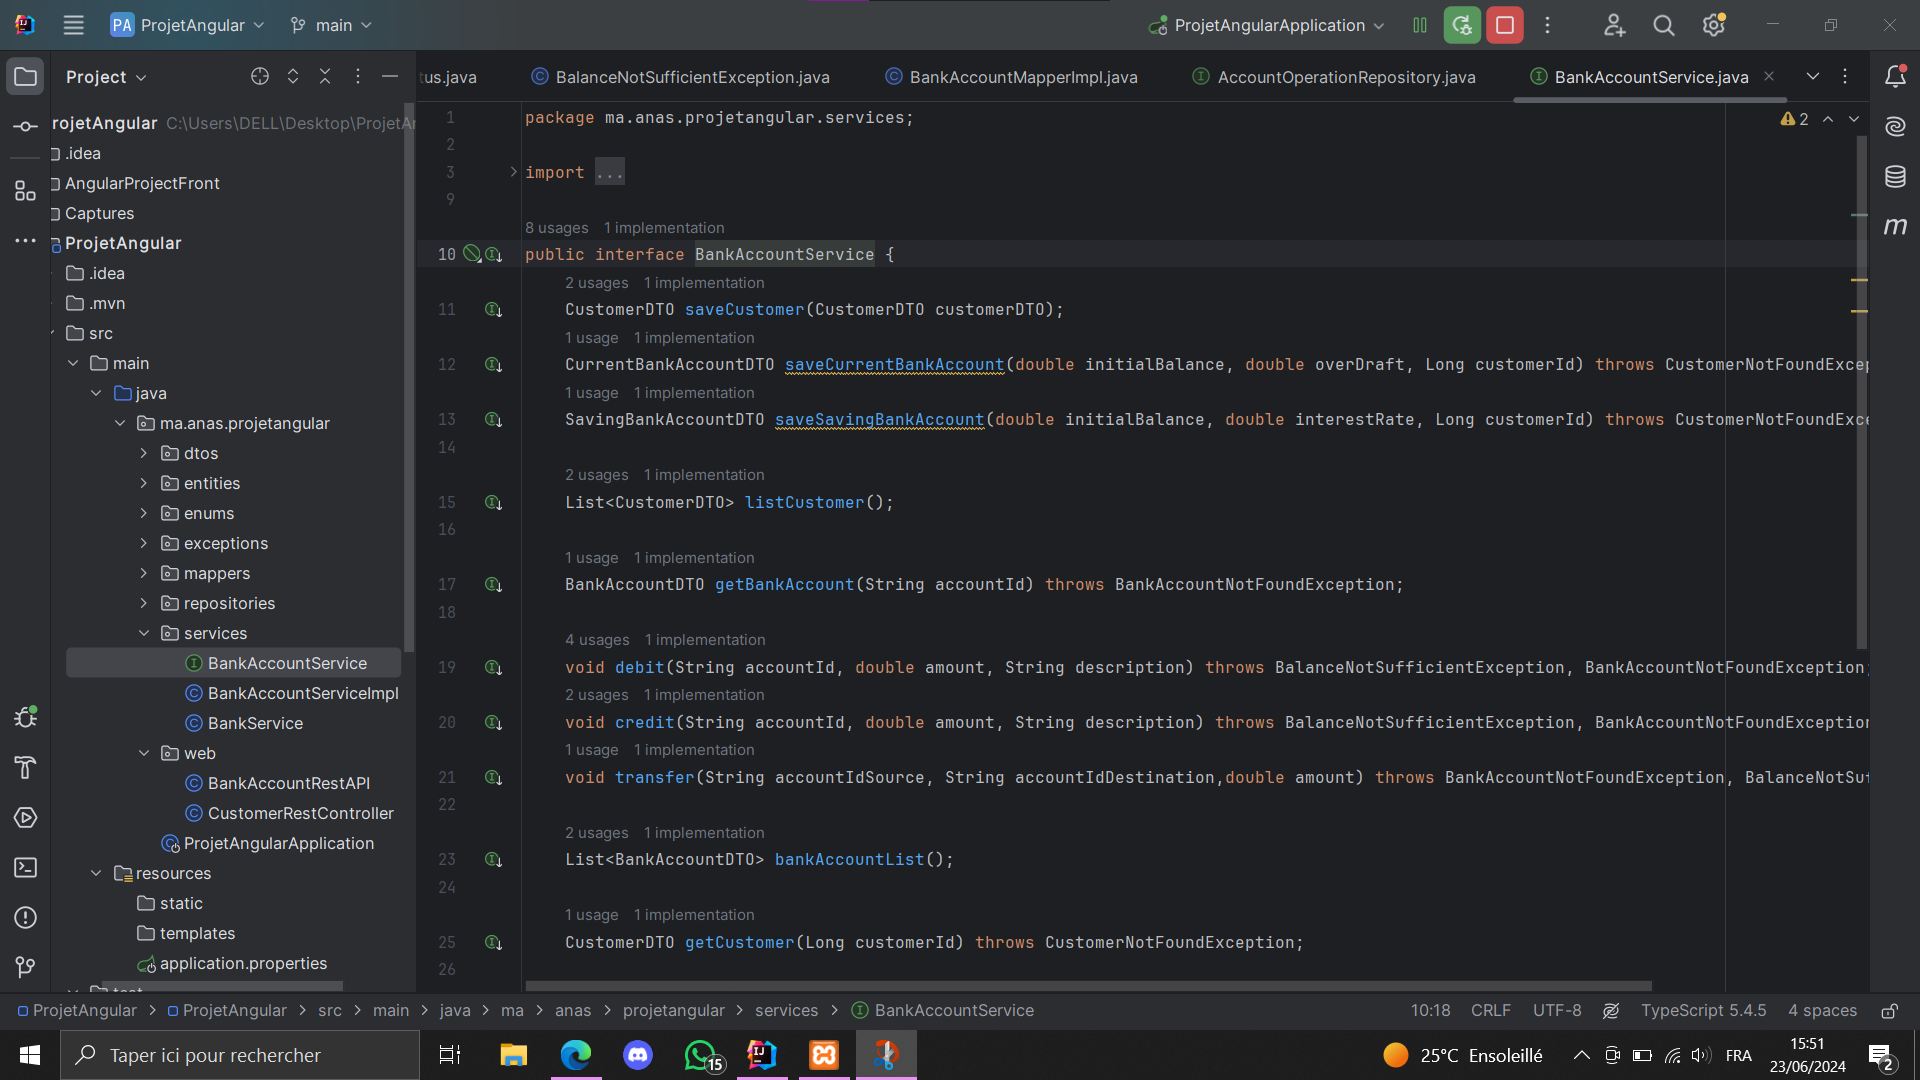 PA ProjetAngular main ProjetAngularApplication
Project
tus.java BalanceNotSufficientException.java BankAccountMapperImpl.java AccountOperationRepository.java BankAccountService.java
rojetAngular C:\Users\DELL\Desktop\ProjetAn
.idea
AngularProjectFront
Captures
ProjetAngular
.idea
.mvn
src
main
java
ma.anas.projetangular
dtos
entities
enums
exceptions
mappers
repositories
services
BankAccountService
BankAccountServiceImpl
BankService
web
BankAccountRestAPI
CustomerRestController
ProjetAngularApplication
resources
static
templates
application.properties
test
1 package ma.anas.projetangular.services; 2
2
3 import ...
9
8 usages 1 implementation
10 public interface BankAccountService {
2 usages 1 implementation
11 CustomerDTO saveCustomer(CustomerDTO customerDTO);
1 usage 1 implementation
12 CurrentBankAccountDTO saveCurrentBankAccount(double initialBalance, double overDraft, Long customerId) throws CustomerNotFoundExcep
1 usage 1 implementation
13 SavingBankAccountDTO saveSavingBankAccount(double initialBalance, double interestRate, Long customerId) throws CustomerNotFoundExce
14
2 usages 1 implementation
15 List<CustomerDTO> listCustomer();
16
1 usage 1 implementation
17 BankAccountDTO getBankAccount(String accountId) throws BankAccountNotFoundException;
18
4 usages 1 implementation
19 void debit(String accountId, double amount, String description) throws BalanceNotSufficientException, BankAccountNotFoundException;
2 usages 1 implementation
20 void credit(String accountId, double amount, String description) throws BalanceNotSufficientException, BankAccountNotFoundException
1 usage 1 implementation
21 void transfer(String accountIdSource, String accountIdDestination,double amount) throws BankAccountNotFoundException, BalanceNotSuf
22
2 usages 1 implementation
23 List<BankAccountDTO> bankAccountList();
24
1 usage 1 implementation
25 CustomerDTO getCustomer(Long customerId) throws CustomerNotFoundException;
26
m
ProjetAngular > ProjetAngular > src > main > java > ma > anas > projetangular > services > BankAccountService 10:18 CRLF UTF-8 TypeScript 5.4.5 4 spaces
Taper ici pour rechercher 15 25°C Ensoleillé FRA 15:51
23/06/2024 2